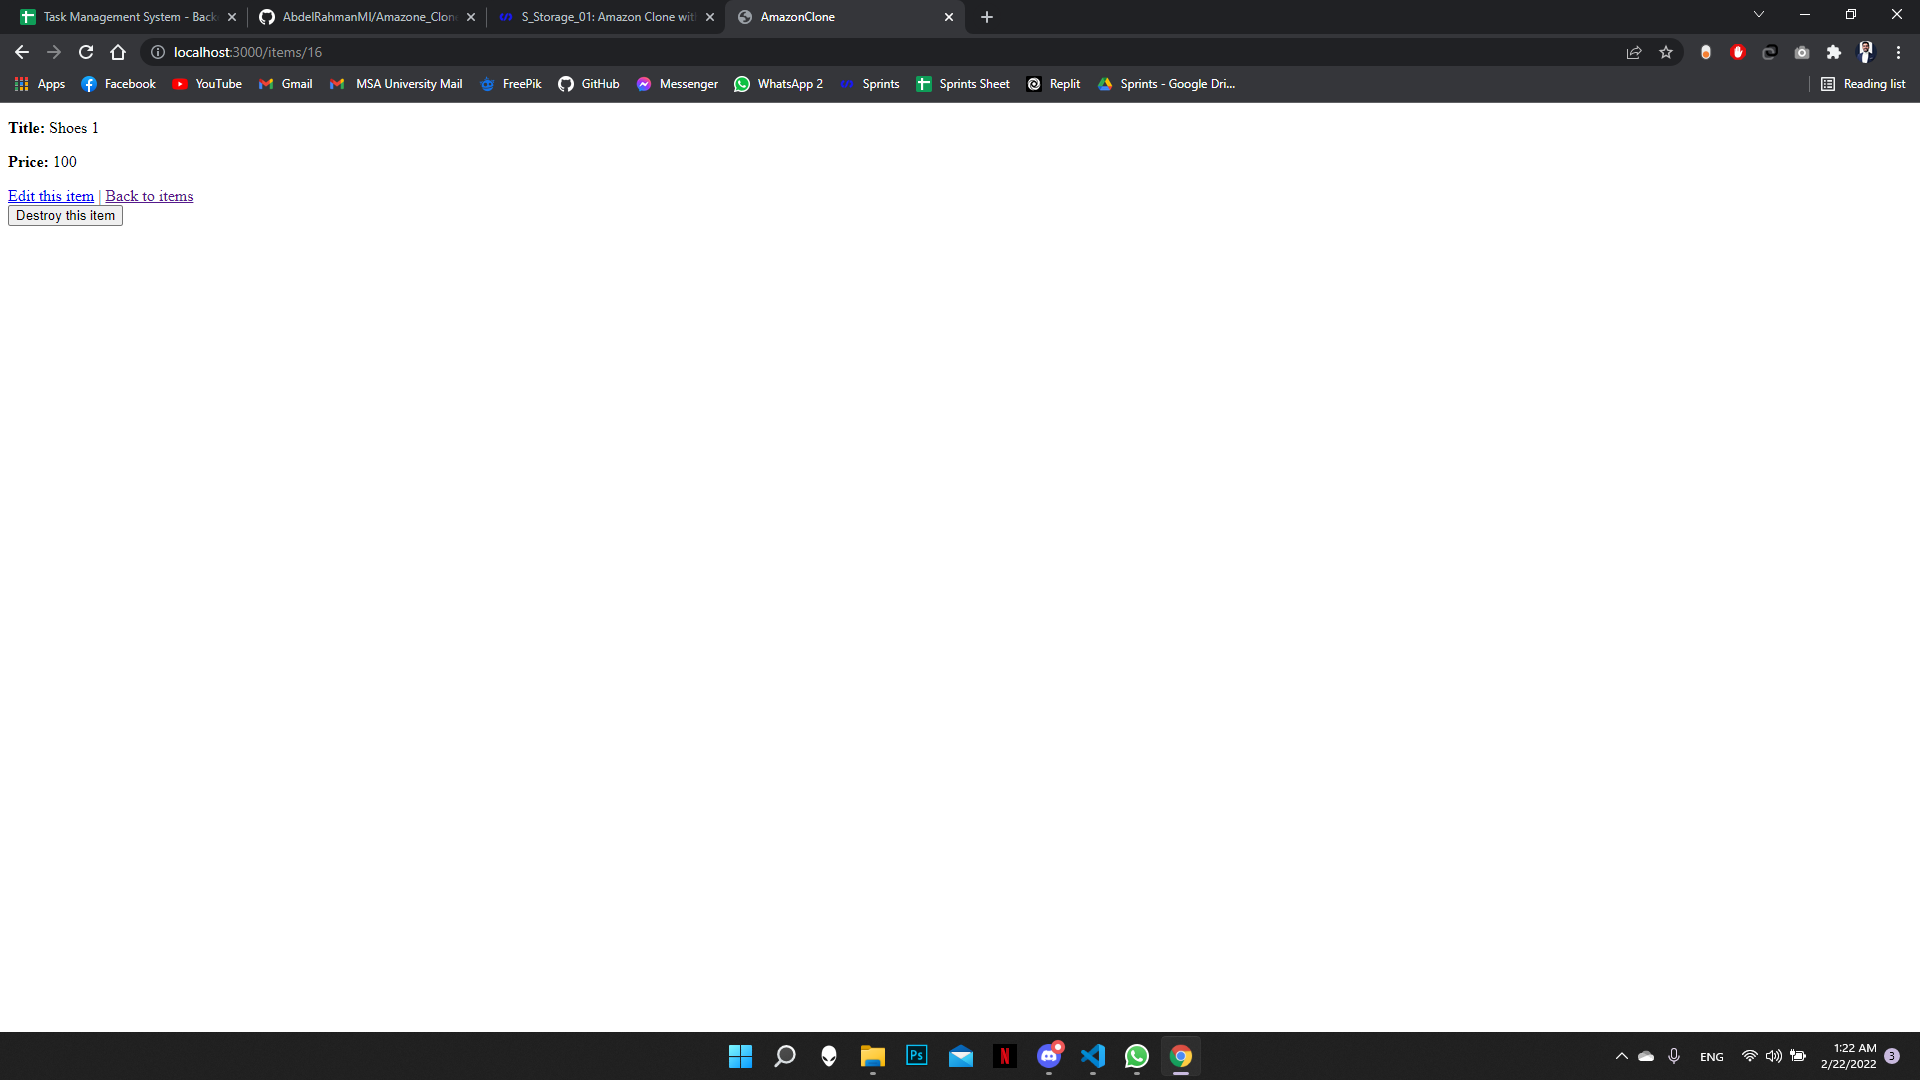 Task Management System - Back
AbdelRahmanMI/Amazone_Clone
S_Storage_01: Amazon Clone wit
AmazonClone
localhost:3000/items/16
Apps
Facebook
YouTube
Gmail
MSA University Mail
FreePik
GitHub
Messenger
WhatsApp 2
Sprints
Sprints Sheet
Replit
Sprints - Google Dri...
Reading list
Title: Shoes 1
Price: 100
Edit this item | Back to items
Destroy this item
Ps
N
ENG
1:22 AM
2/22/2022
3